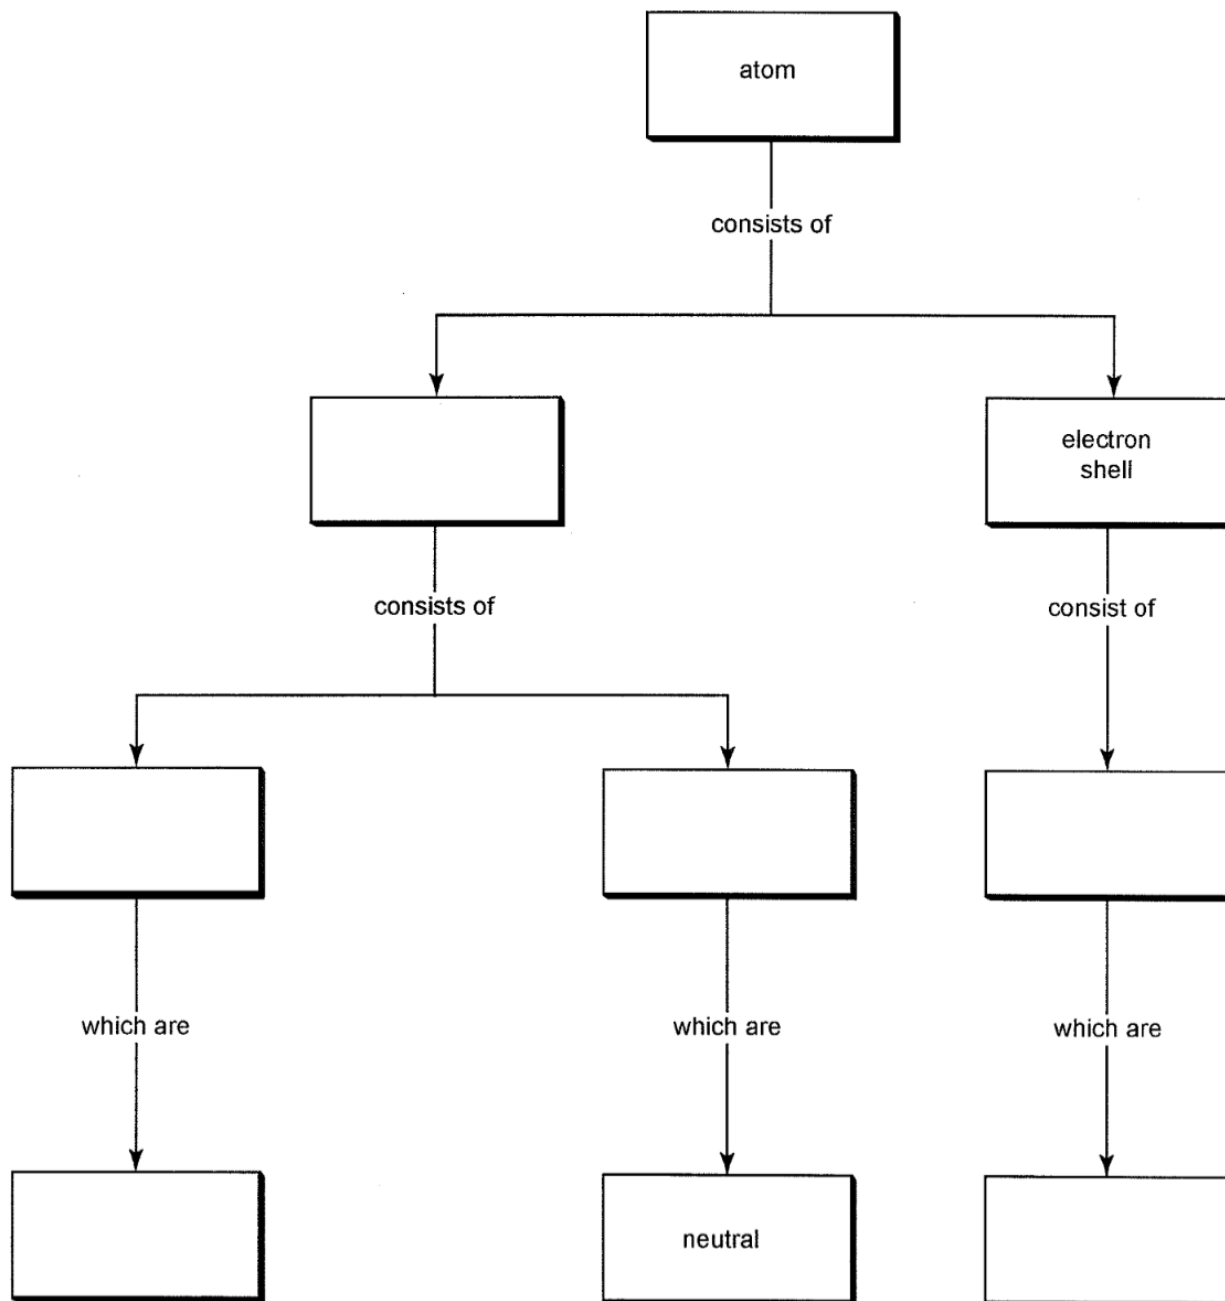 atom
consists of
electron
shell
consists of
consist of
which are
which are
which are
neutral